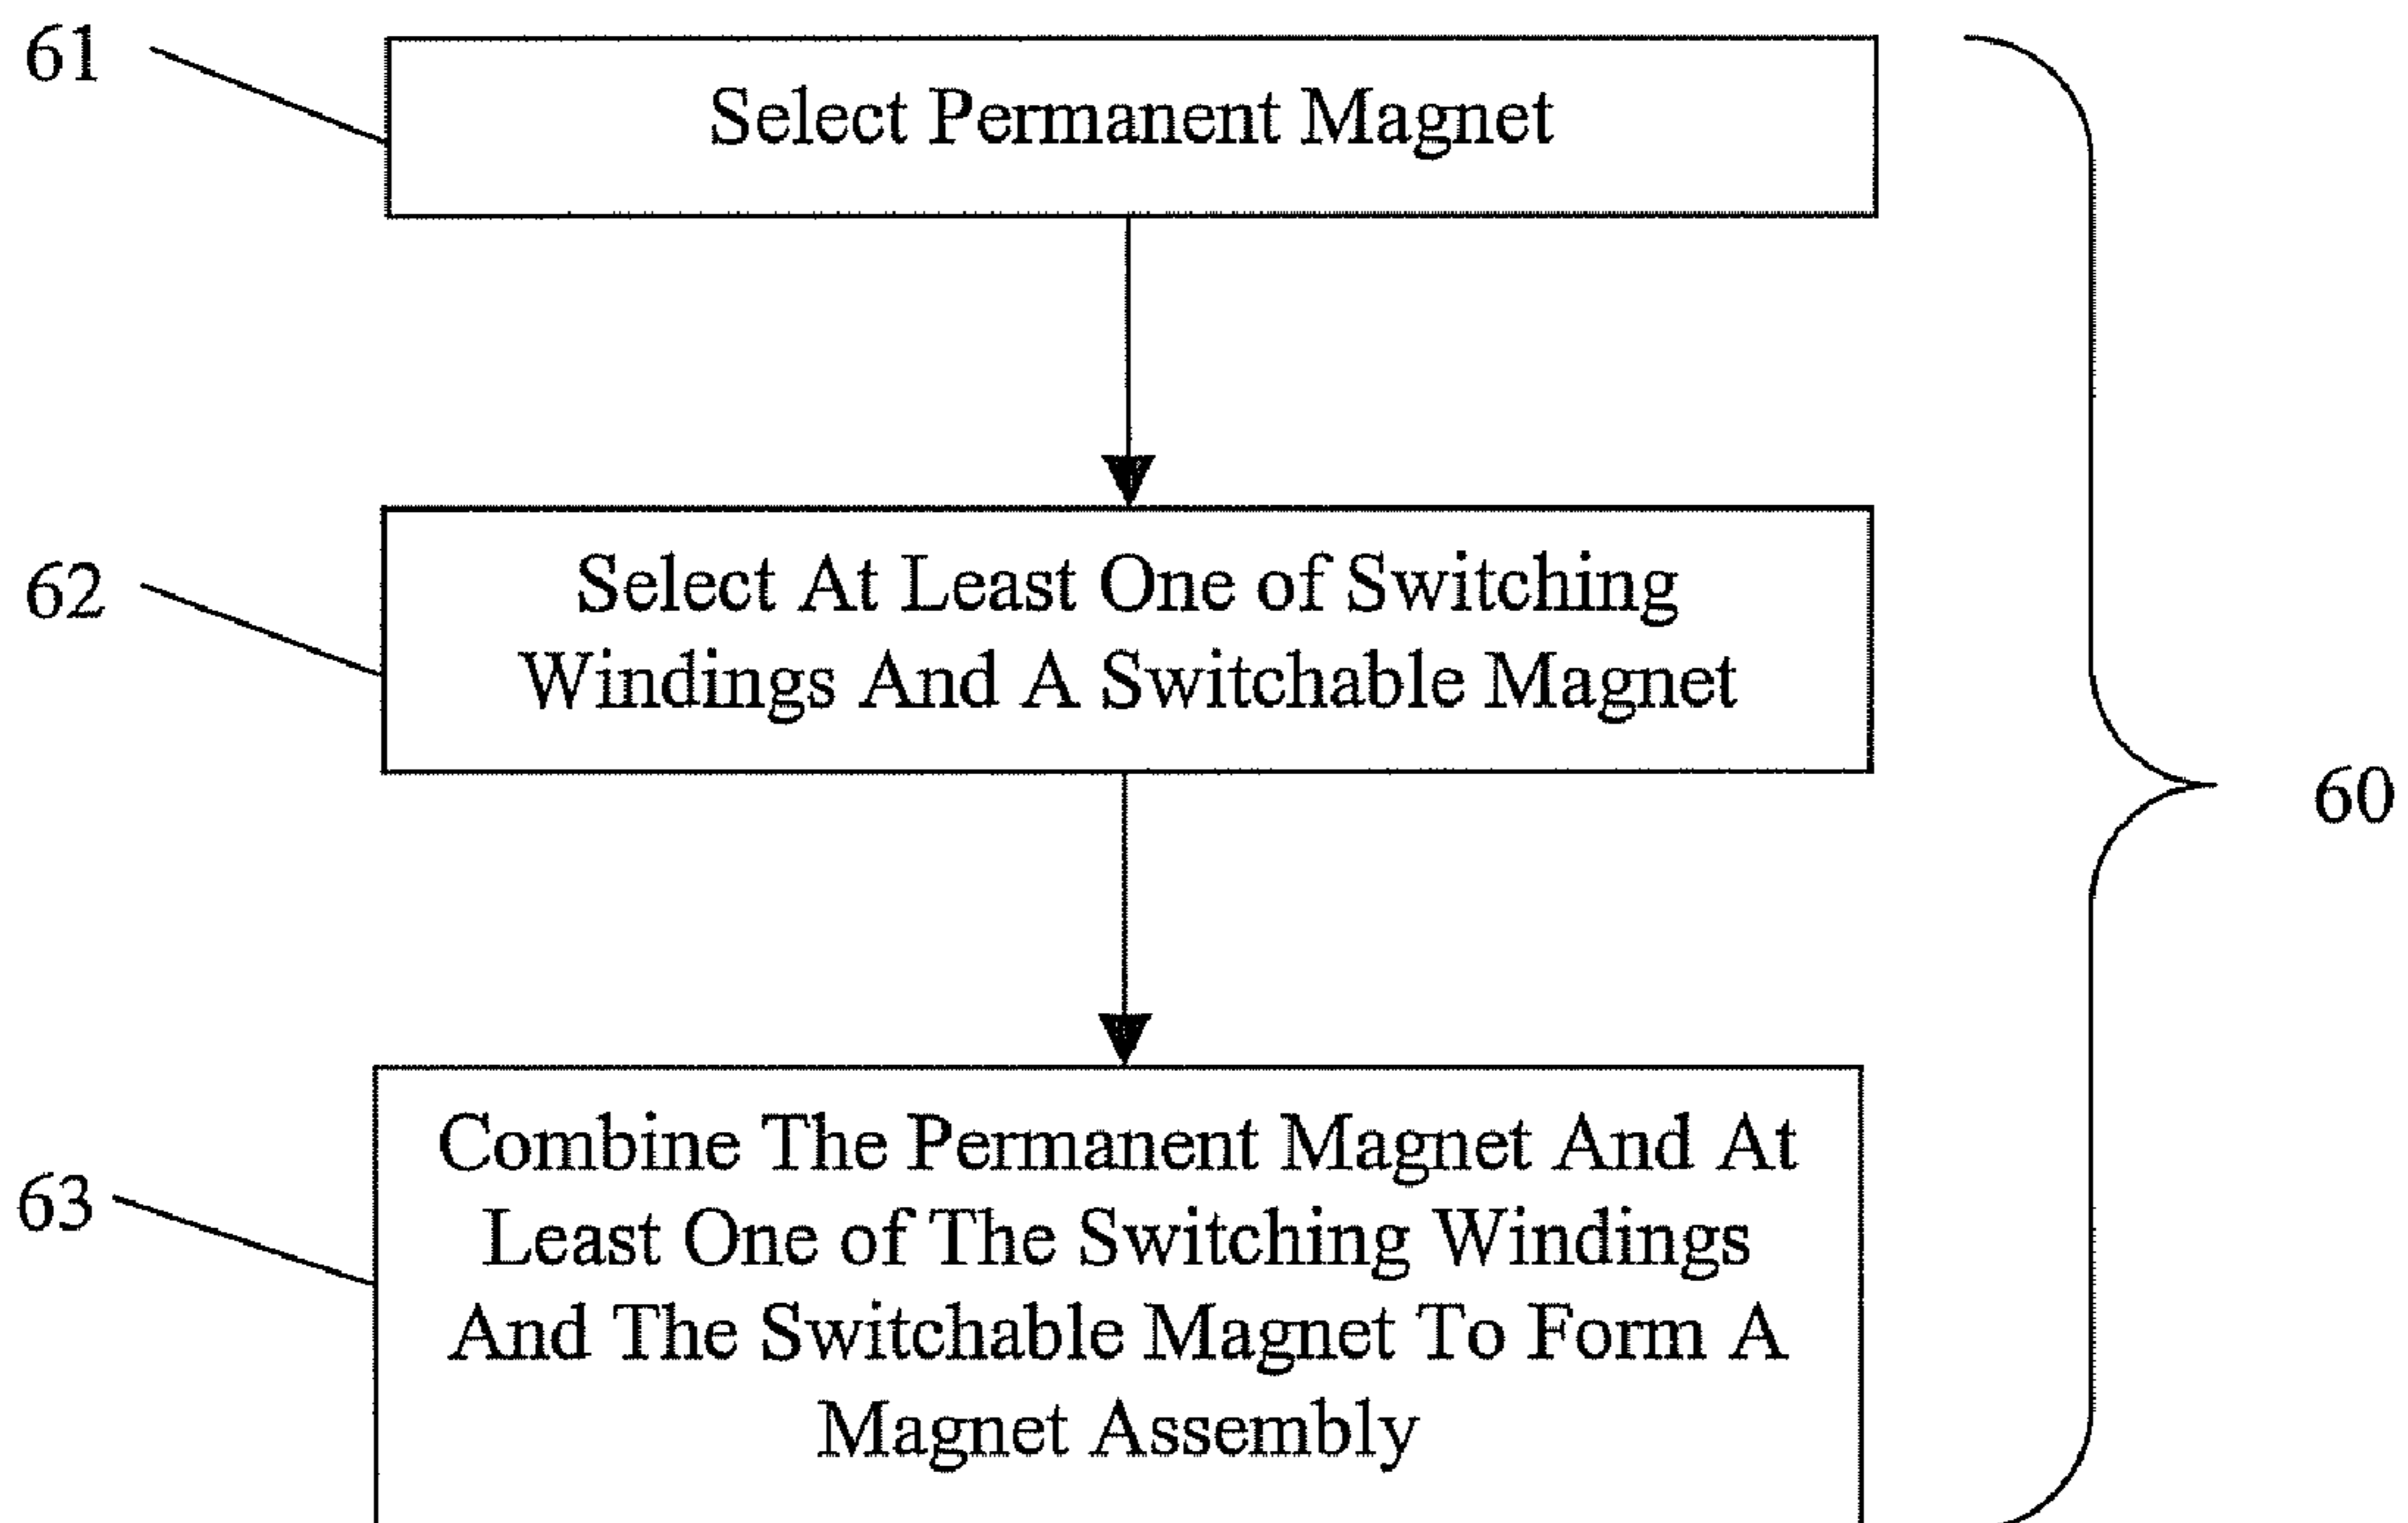 61
Select Permanent Magnet
62
Select At Least One of Switching
Windings And A Switchable Magnet
60
63
Combine The Permanent Magnet And At
Least One of The Switching Windings
And The Switchable Magnet To Form A
Magnet Assembly